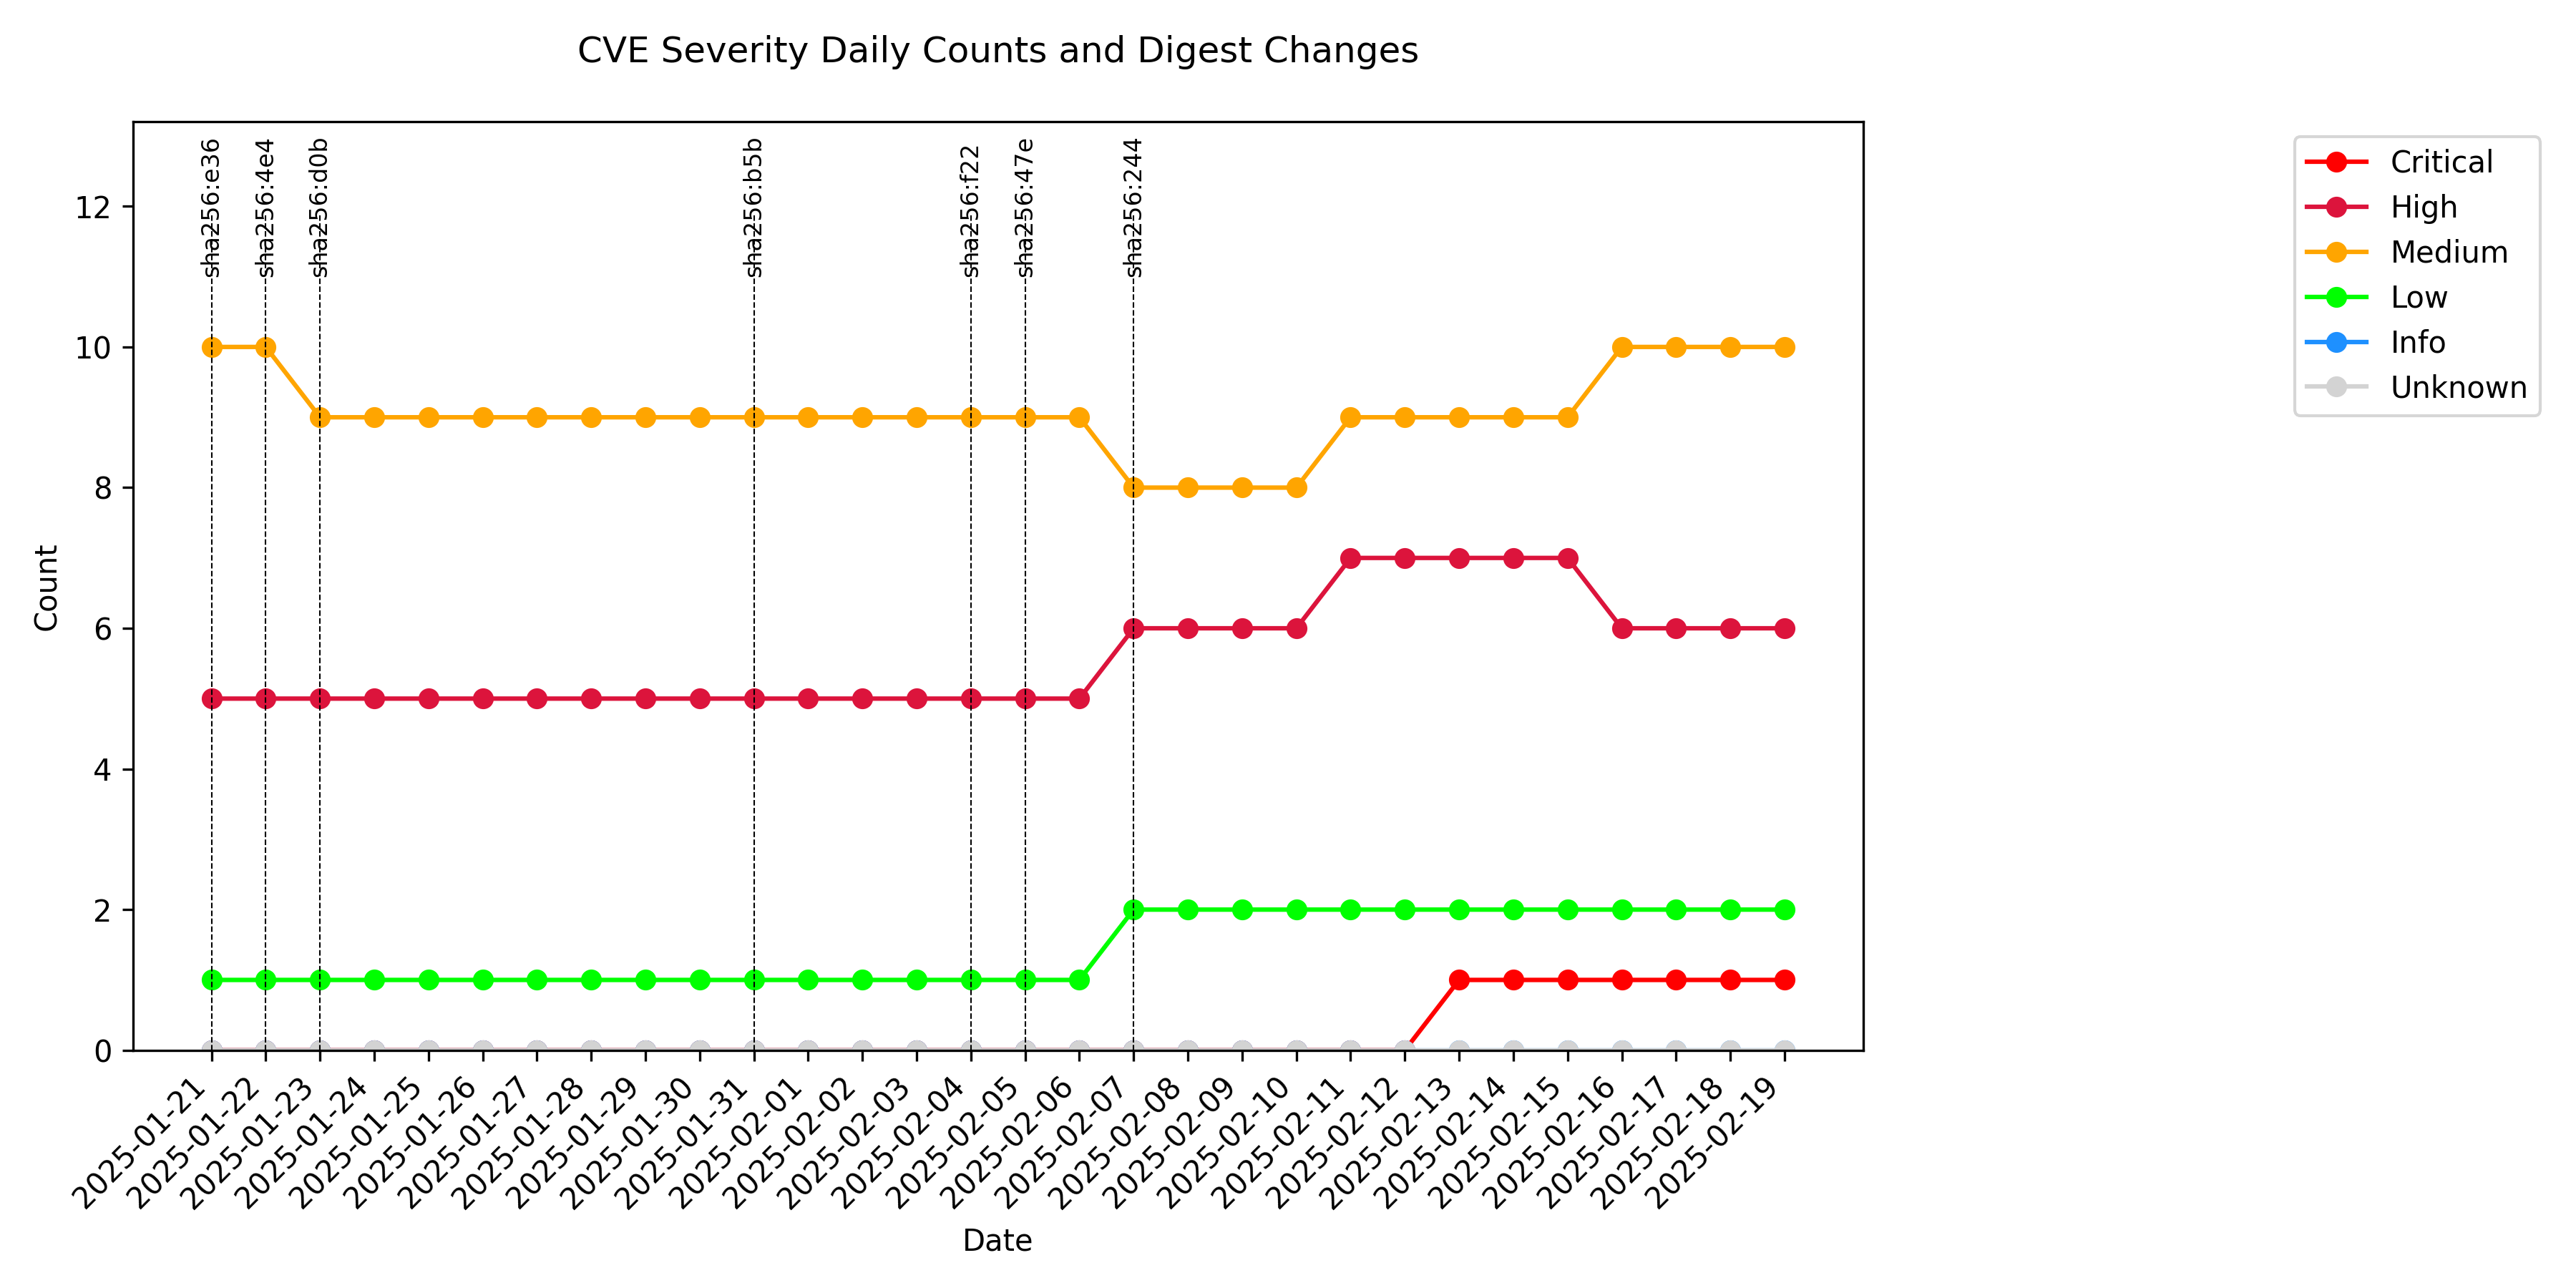 CVE Severity Daily Counts and Digest Changes
sha256:e36
sha256:4e4
sha256:d0b
sha256:b5b
sha256:f22
sha256:47e
sha256:244
Critical
High
Medium
Low
Info
Unknown
12
10
8
6
4
2
0
Count
2025-01-21
2025-01-22
2025-01-23
2025-01-24
2025-01-25
2025-01-26
2025-01-27
2025-01-28
2025-01-29
2025-01-30
2025-01-31
2025-02-01
2025-02-02
2025-02-03
2025-02-04
2025-02-05
2025-02-06
2025-02-07
2025-02-08
2025-02-09
2025-02-10
2025-02-11
2025-02-12
2025-02-13
2025-02-14
2025-02-15
2025-02-16
2025-02-17
2025-02-18
2025-02-19
Date